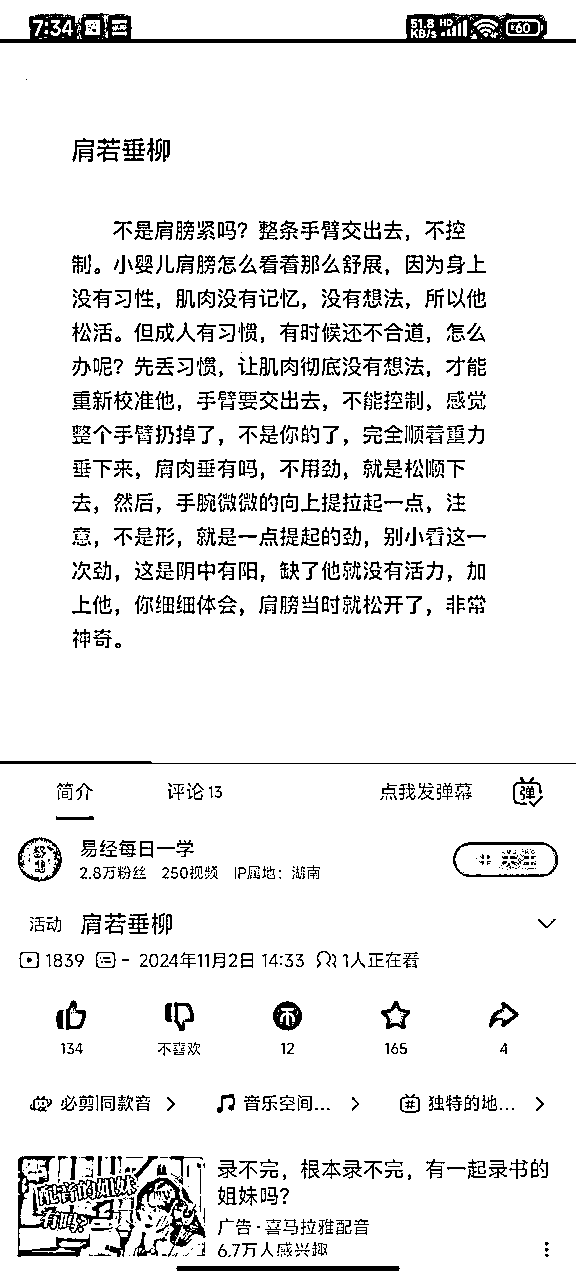 7:34 51.8 KB/s HD 60
肩若垂柳
不是肩膀紧吗？整条手臂交出去，不控
制。小婴儿肩膀怎么看着那么舒展，因为身上
没有习性，肌肉没有记忆，没有想法，所以他
松活。但成人有习惯，有时候还不合道，怎么
办呢？先丢习惯，让肌肉彻底没有想法，才能
重新校准他，手臂要交出去，不能控制，感觉
整个手臂扔掉了，不是你的了，完全顺着重力
垂下来，肩肉垂有吗，不用劲，就是松顺下
去，然后，手腕微微的向上提拉起一点，注
意，不是形，就是一点提起的劲，别小看这一
次劲，这是阴中有阳，缺了他就没有活力，加
上他，你细细体会，肩膀当时就松开了，非常
神奇。
简介 评论 13 点我发弹幕 弹
易经每日一学
2.8万粉丝 250视频 IP属地：湖南
+ 关注
活动 肩若垂柳
1839 - 2024年11月2日 14:33 1人正在看
134 不喜欢 12 165 4
必剪|同款音 音乐空间... 独特的地...
配音的姐妹
有吗?
录不完，根本录不完，有一起录书的
姐妹吗？
广告·喜马拉雅配音
6.7万人感兴趣